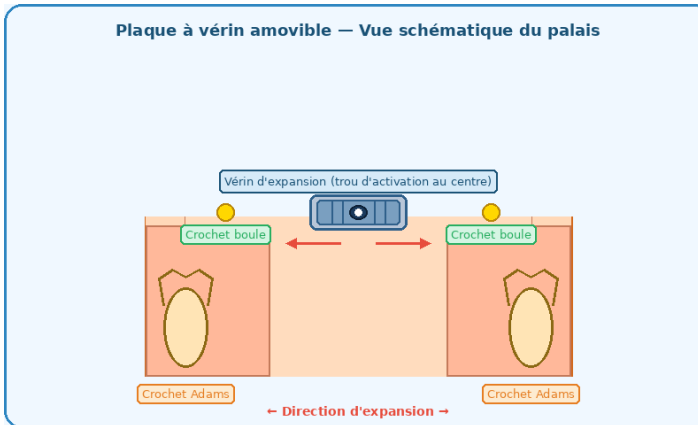 Plaque à vérin amovible — Vue schématique du palais
Vérin d'expansion (trou d'activation au centre)
Crochet boule
Crochet boule
Crochet Adams
Crochet Adams
← Direction d'expansion →